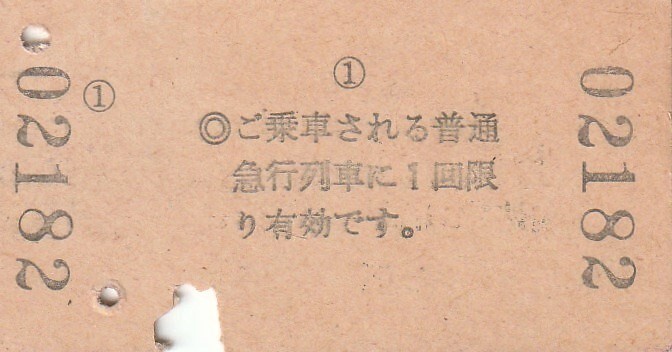 02182
①
①
◎ご乗車される普通
急行列車に1回限
り有効です。
02182